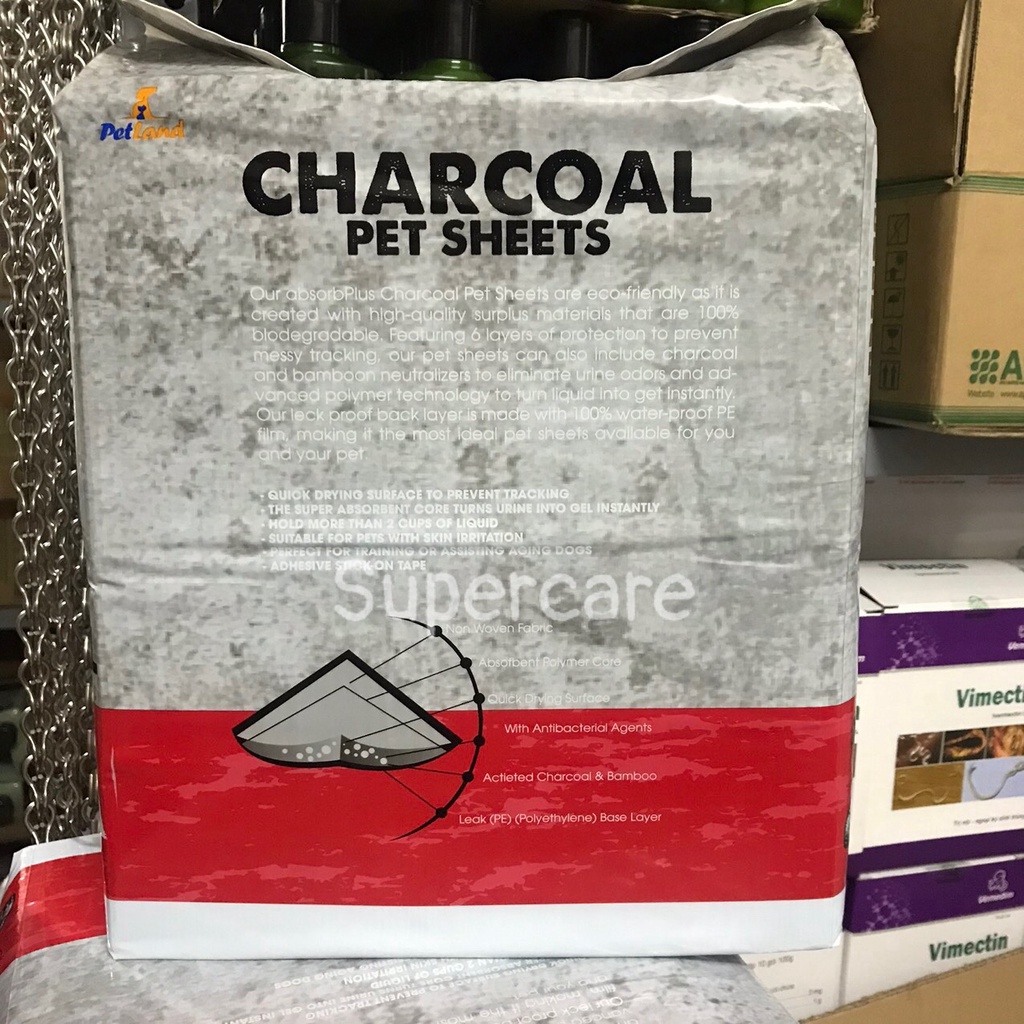 PetLand
CHARCOAL
PET SHEETS
Our absorbPlus Charcoal Pet Sheets are eco-friendly as it is
created with high-quality surplus materials that are 100%
biodegradable. Featuring 6 layers of protection to prevent
messy tracking, our pet sheets can also include charcoal
and bamboon neutralizers to eliminate urine odors and ad-
vanced polymer technology to turn liquid into get instantly.
Our leck proof back layer is made with 100% water-proof PE
film, making it the most ideal pet sheets available for you
and your pet.
- QUICK DRYING SURFACE TO PREVENT TRACKING
- THE SUPER ABSORBENT CORE TURNS URINE INTO GEL INSTANTLY
- HOLD MORE THAN 2 CUPS OF LIQUID
- SUITABLE FOR PETS WITH SKIN IRRITATION
- PERFECT FOR TRAINING OR ASSISTING AGING DOGS
- ADHESIVE STICK-ON TAPE
Supercare
Non Woven Fabric
Absorbent Polymer Core
Quick Drying Surface
With Antibacterial Agents
Actieted Charcoal & Bamboo
Leak (PE) (Polyethylene) Base Layer
A
Website
Vimectin
Vimectin
Vemedim
Vimectin